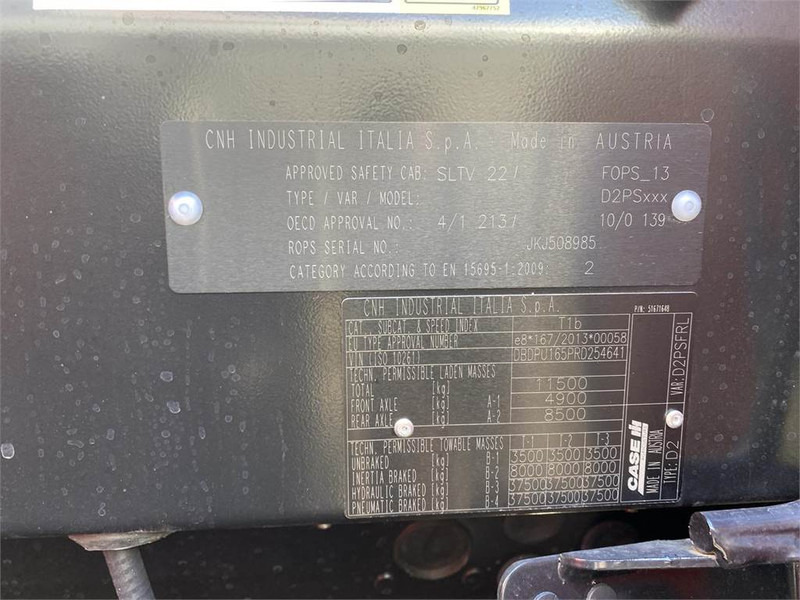 47967757
CNH INDUSTRIAL ITALIA S.p.A. Made in AUSTRIA
APPROVED SAFETY CAB: SLTV 22/ FOPS_13
TYPE / VAR / MODEL: D2PSxxx
OECD APPROVAL NO.: 4/1 213/ 10/0 139
ROPS SERIAL NO.: JKJ508985
CATEGORY ACCORDING TO EN 15695-1:2009: 2
CNH INDUSTRIAL ITALIA S.p.A. P/N: 51671640
CAT., SUBCAT. & SPEED INDEX T1b
EU TYPE APPROVAL NUMBER e8*167/2013*00058
VIN (ISO 10261) DBDPU165PRD254641
TECHN. PERMISSIBLE LADEN MASSES
TOTAL [kg] 11500
FRONT AXLE [kg] A-1 4900
REAR AXLE [kg] A-2 8500
TECHN. PERMISSIBLE TOWABLE MASSES T-1 T-2 T-3
UNBRAKED [kg] B-1 3500 3500 3500
INERTIA BRAKED [kg] B-2 8000 8000 8000
HYDRAULIC BRAKED [kg] B-3 37500 37500 37500
PNEUMATIC BRAKED [kg] B-4 37500 37500 37500
CASE IH
MADE IN AUSTRIA
TYPE: D2 VAR: D2PSFRL